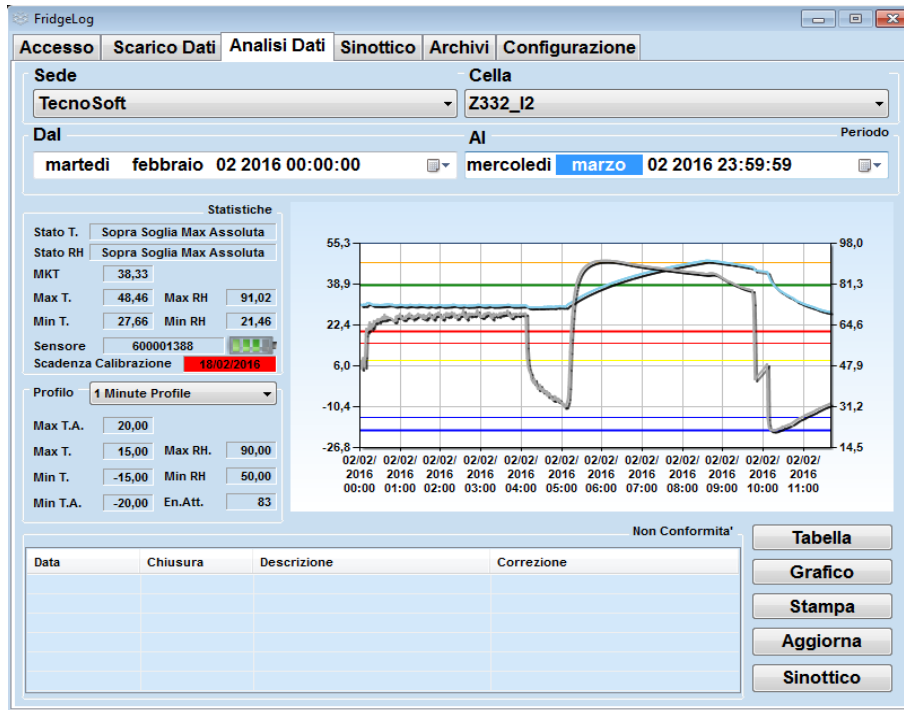 FridgeLog
Accesso Scarico Dati Analisi Dati Sinottico Archivi Configurazione
Sede Cella
TecnoSoft Z332_I2
Dal Al Periodo
martedì febbraio 02 2016 00:00:00 mercoledì marzo 02 2016 23:59:59
Statistiche
Stato T. Sopra Soglia Max Assoluta
Stato RH Sopra Soglia Max Assoluta
MKT 38,33
Max T. 48,46 Max RH 91,02
Min T. 27,66 Min RH 21,46
Sensore 600001388
Scadenza Calibrazione 18/02/2016
Profilo 1 Minute Profile
Max T.A. 20,00
Max T. 15,00 Max RH. 90,00
Min T. -15,00 Min RH 50,00
Min T.A. -20,00 En.Att. 83
55,3 98,0
38,9 81,3
22,4 64,6
6,0 47,9
-10,4 31,2
-26,8 14,5
02/02/ 02/02/ 02/02/ 02/02/ 02/02/ 02/02/ 02/02/ 02/02/ 02/02/ 02/02/ 02/02/ 02/02/
2016 2016 2016 2016 2016 2016 2016 2016 2016 2016 2016 2016
00:00 01:00 02:00 03:00 04:00 05:00 06:00 07:00 08:00 09:00 10:00 11:00
Non Conformita'
Data Chiusura Descrizione Correzione
Tabella
Grafico
Stampa
Aggiorna
Sinottico